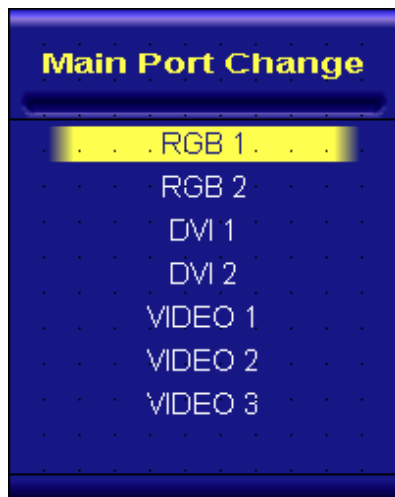 Main Port Change
RGB 1
RGB 2
DVI 1
DVI 2
VIDEO 1
VIDEO 2
VIDEO 3